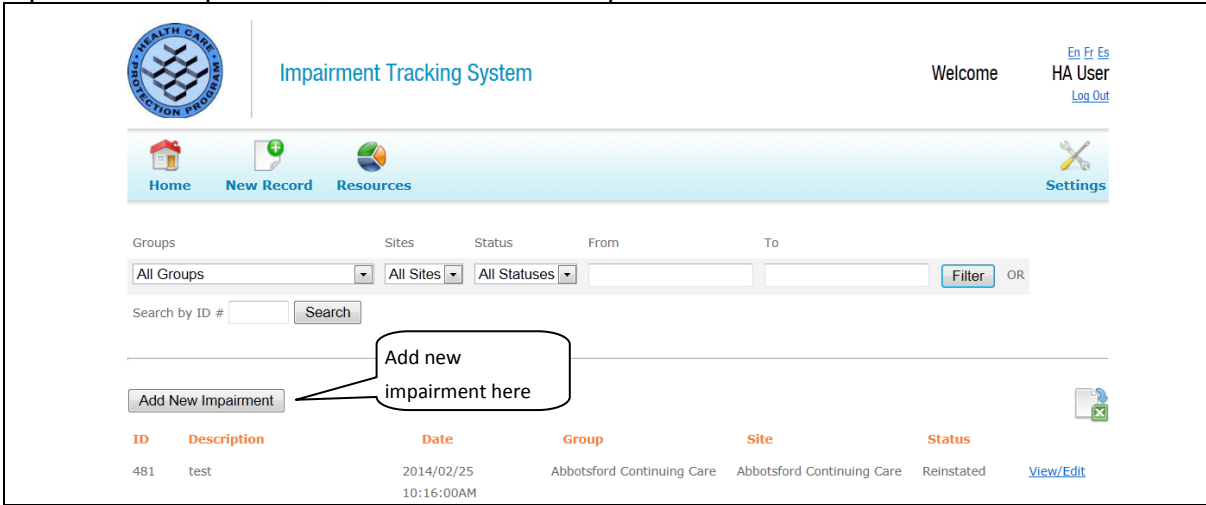 HEALTH CARE
PROTECTION PROGRAM
Impairment Tracking System
Welcome
En Fr Es
HA User
Log Out
Home New Record Resources
Settings
Groups Sites Status From To
All Groups All Sites All Statuses Filter OR
Search by ID # Search
Add new
impairment here
Add New Impairment
ID Description Date Group Site Status
481 test 2014/02/25 Abbotsford Continuing Care Abbotsford Continuing Care Reinstated View/Edit
10:16:00AM